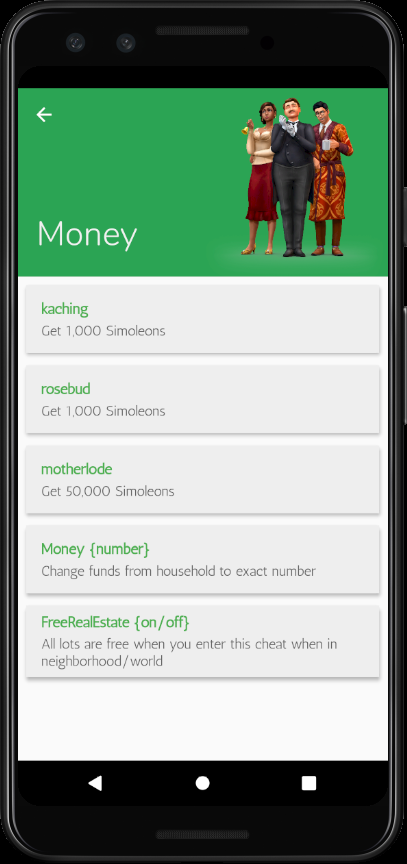 Money
kaching
Get 1,000 Simoleons
rosebud
Get 1,000 Simoleons
motherlode
Get 50,000 Simoleons
Money {number}
Change funds from household to exact number
FreeRealEstate {on/off}
All lots are free when you enter this cheat when in
neighborhood/world